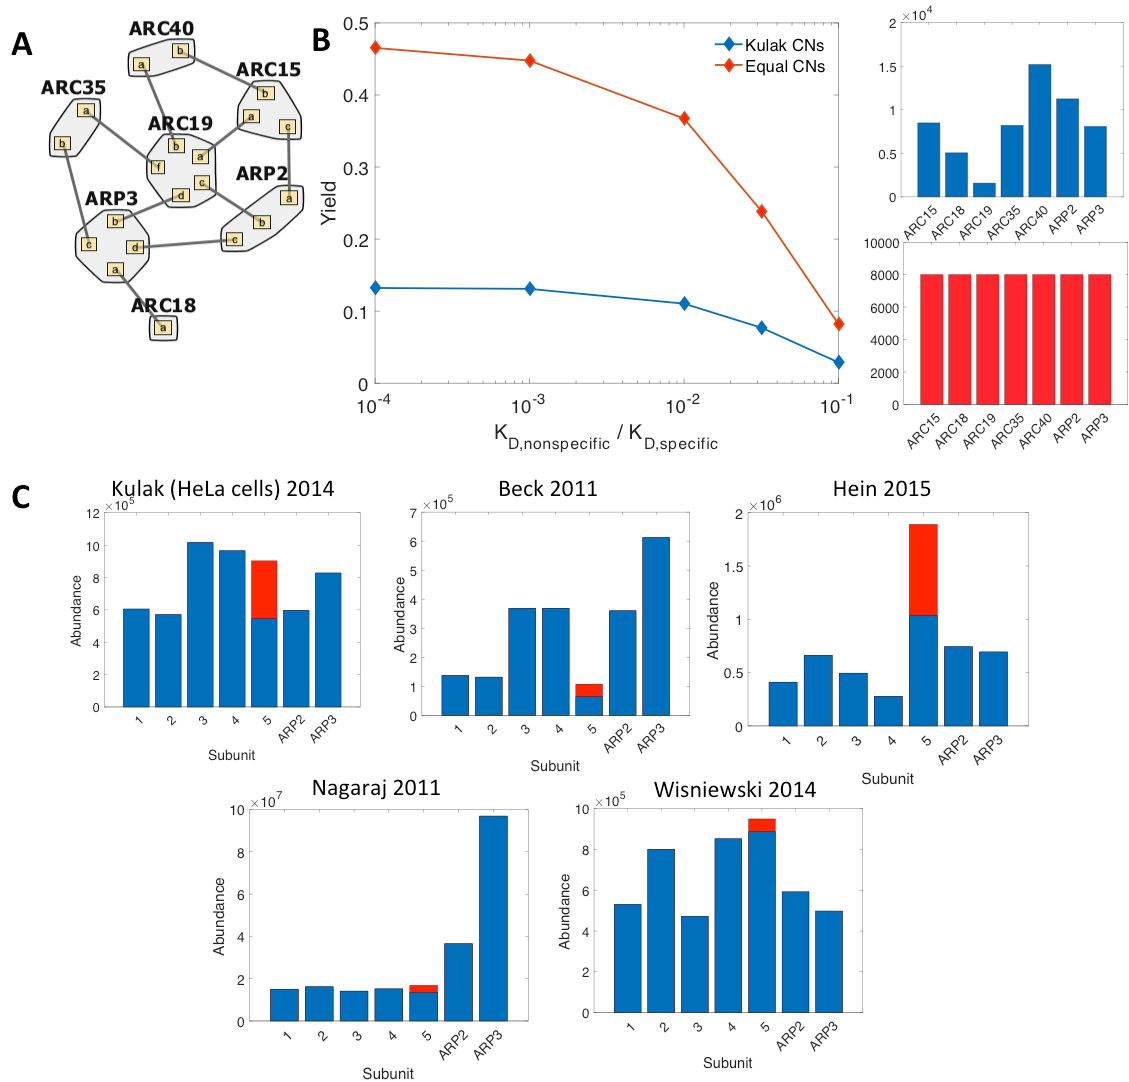 A
ARC40
a
b
ARC15
b
a
c
ARC35
a
b
ARC19
b
a
f
c
d
ARP2
a
b
c
ARP3
b
c
d
a
ARC18
a
B
Yield
0.5
0.4
0.3
0.2
0.1
0
10-4
10-3
10-2
10-1
KD,nonspecific / KD,specific
Kulak CNs
Equal CNs
2 ×10^4
1.5
1
0.5
0
ARC15
ARC18
ARC19
ARC35
ARC40
ARP2
ARP3
10000
8000
6000
4000
2000
0
ARC15
ARC18
ARC19
ARC35
ARC40
ARP2
ARP3
C
Kulak (HeLa cells) 2014
×10^5
12
10
8
6
4
2
0
Abundance
1
2
3
4
5
ARP2
ARP3
Subunit
Beck 2011
×10^5
7
6
5
4
3
2
1
0
Abundance
1
2
3
4
5
ARP2
ARP3
Subunit
Hein 2015
×10^6
2
1.5
1
0.5
0
Abundance
1
2
3
4
5
ARP2
ARP3
Subunit
Nagaraj 2011
×10^7
10
8
6
4
2
0
Abundance
1
2
3
4
5
ARP2
ARP3
Subunit
Wisniewski 2014
×10^5
10
8
6
4
2
0
Abundance
1
2
3
4
5
ARP2
ARP3
Subunit